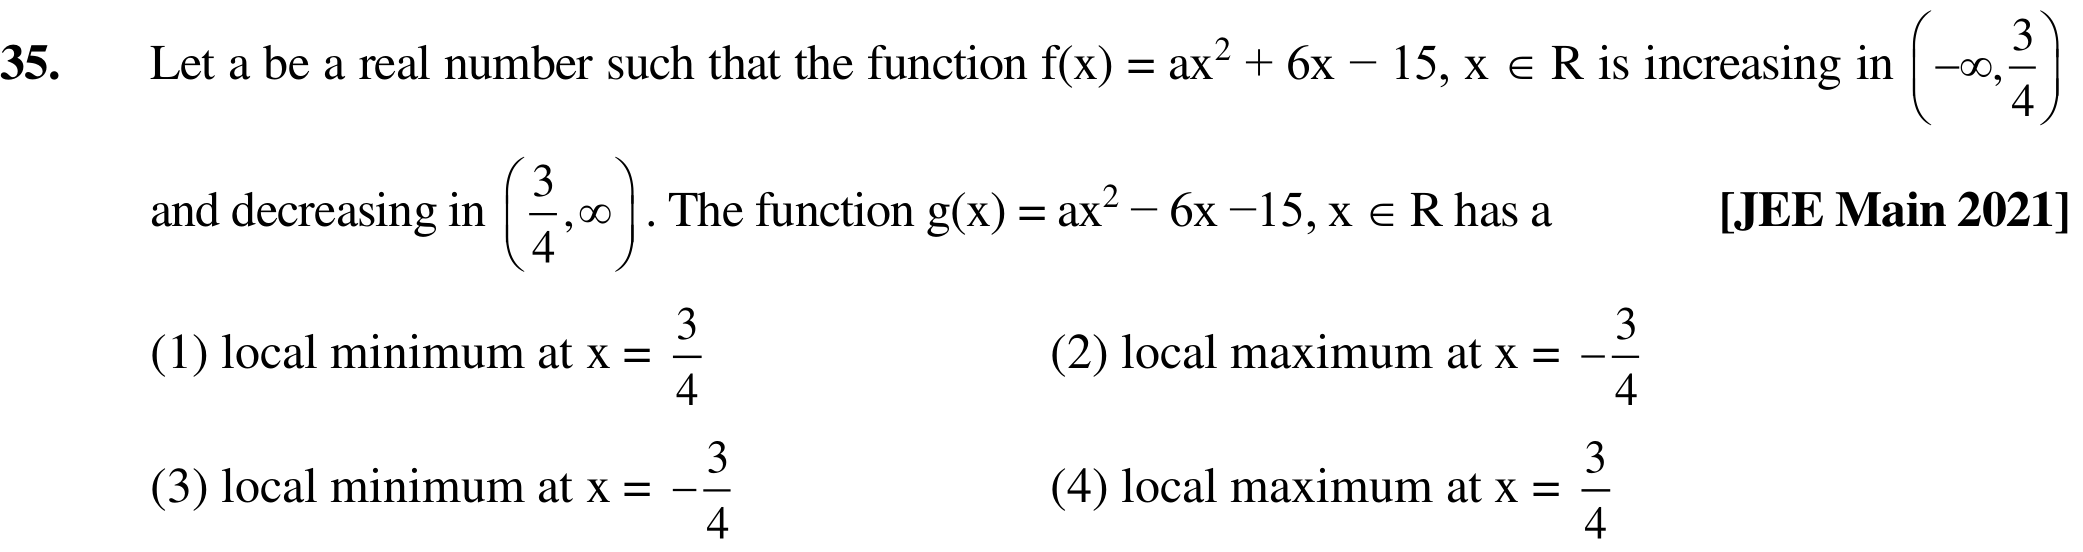 35. Let a be a real number such that the function f(x) = ax² + 6x − 15, x ∈ R is increasing in (−∞, 3/4)
and decreasing in (3/4, ∞). The function g(x) = ax² − 6x −15, x ∈ R has a [JEE Main 2021]
(1) local minimum at x = 3/4 (2) local maximum at x = −3/4
(3) local minimum at x = −3/4 (4) local maximum at x = 3/4